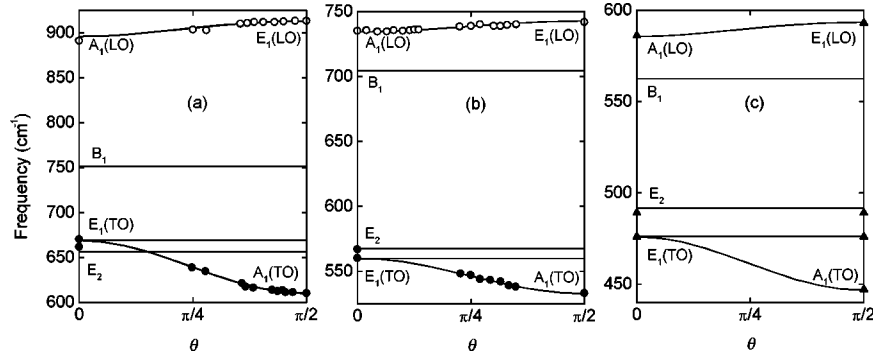 Frequency (cm⁻¹)
900
850
800
750
700
650
600
A₁(LO)
E₁(LO)
(a)
B₁
E₁(TO)
E₂
A₁(TO)
0
π/4
π/2
θ
750
700
650
600
550
A₁(LO)
E₁(LO)
B₁
(b)
E₂
E₁(TO)
A₁(TO)
0
π/4
π/2
θ
600
550
500
450
A₁(LO)
E₁(LO)
B₁
(c)
E₂
E₁(TO)
A₁(TO)
0
π/4
π/2
θ